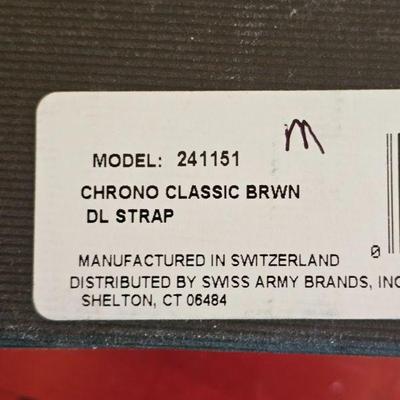 m
MODEL: 241151
CHRONO CLASSIC BRWN
DL STRAP
0
MANUFACTURED IN SWITZERLAND
DISTRIBUTED BY SWISS ARMY BRANDS, INC
SHELTON, CT 06484